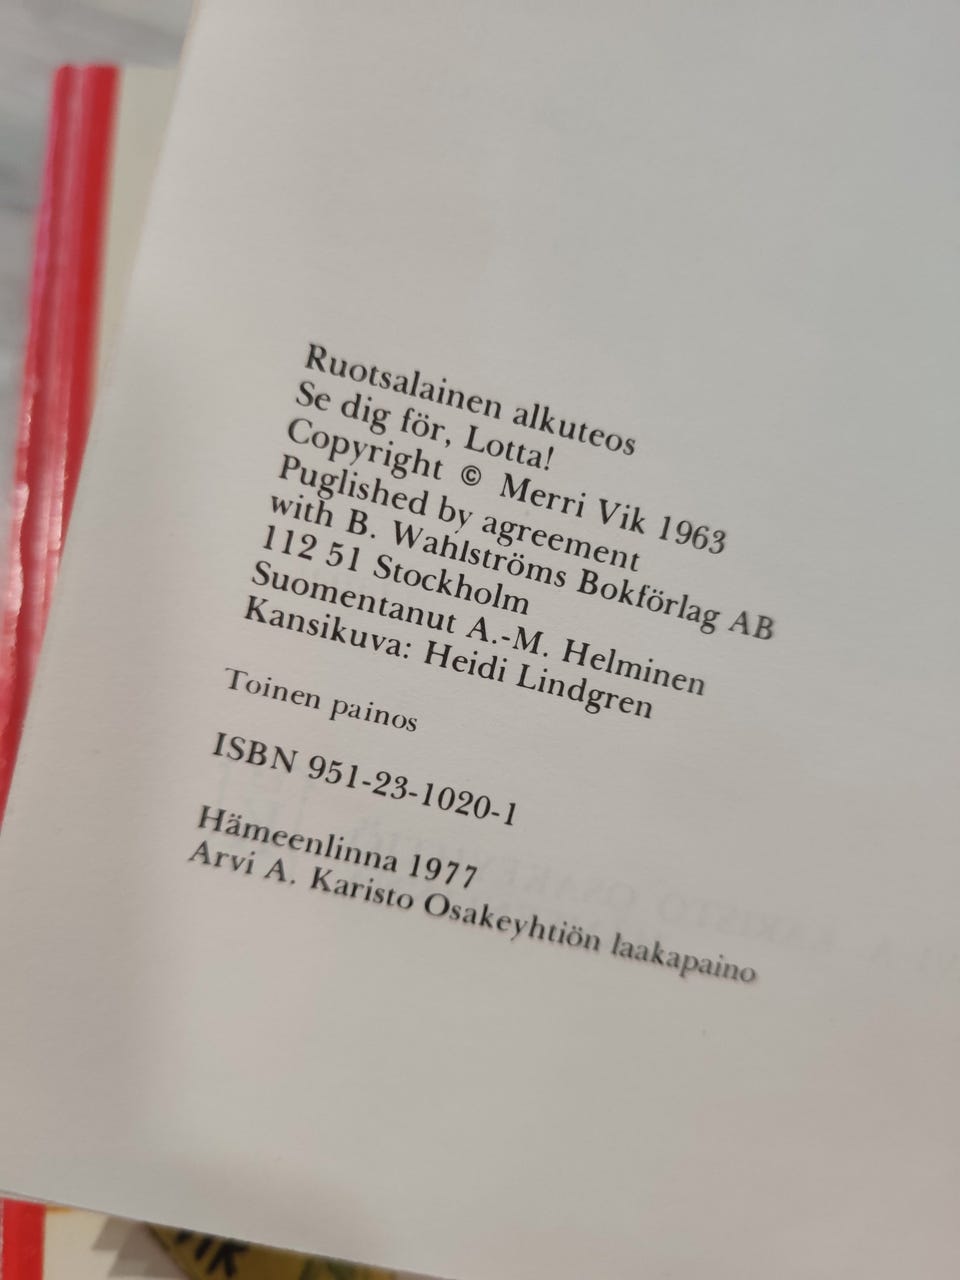 Ruotsalainen alkuteos
Se dig för, Lotta!
Copyright © Merri Vik 1963
Puglished by agreement
with B. Wahlströms Bokförlag AB
112 51 Stockholm
Suomentanut A.-M. Helminen
Kansikuva: Heidi Lindgren
Toinen painos
ISBN 951-23-1020-1
Hämeenlinna 1977
Arvi A. Karisto Osakeyhtiön laakapaino